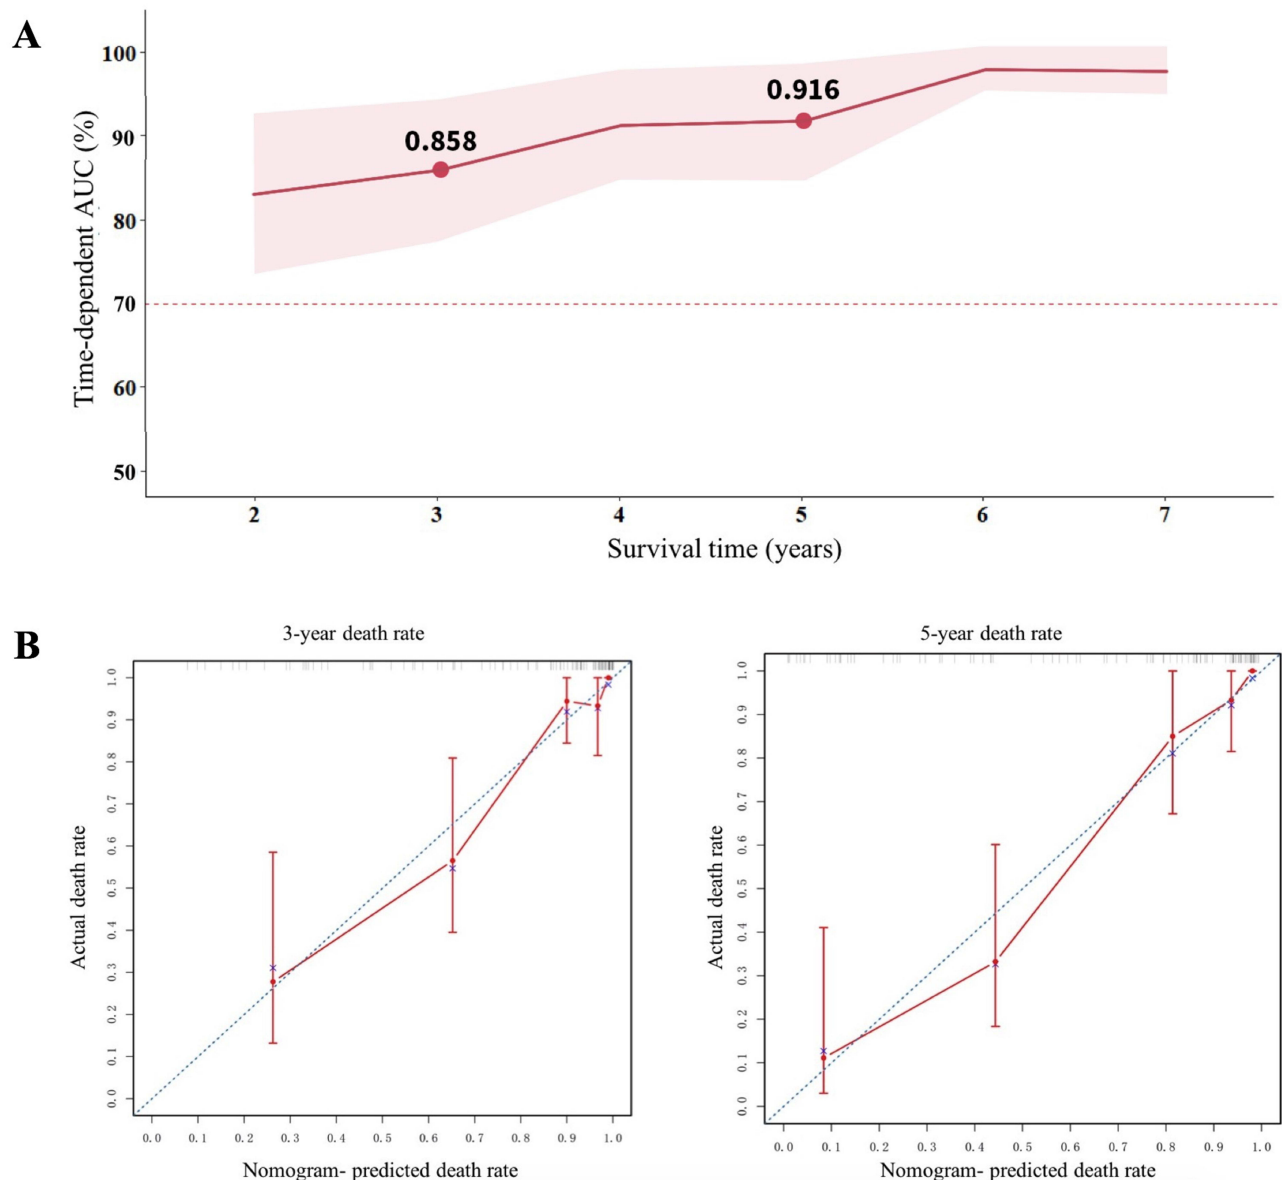 A
Time-dependent AUC (%)
100
90
80
70
60
50
0.858
0.916
2 3 4 5 6 7
Survival time (years)
B
3-year death rate
Actual death rate
1.0
0.9
0.8
0.7
0.6
0.5
0.4
0.3
0.2
0.1
0.0
0.0 0.1 0.2 0.3 0.4 0.5 0.6 0.7 0.8 0.9 1.0
Nomogram- predicted death rate
5-year death rate
Actual death rate
1.0
0.9
0.8
0.7
0.6
0.5
0.4
0.3
0.2
0.1
0.0
0.0 0.1 0.2 0.3 0.4 0.5 0.6 0.7 0.8 0.9 1.0
Nomogram- predicted death rate